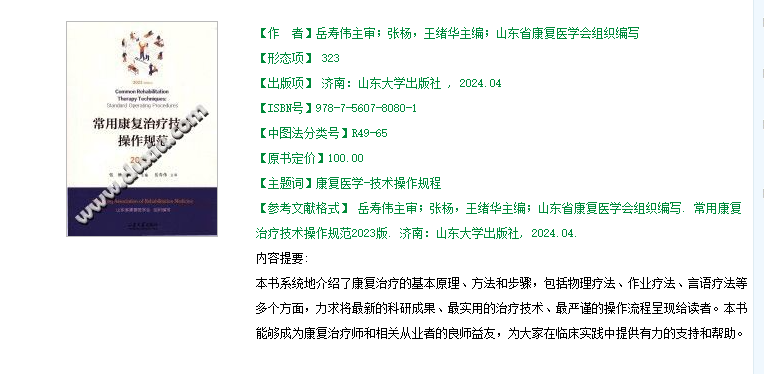 2023 Edition
Common Rehabilitation
Therapy Techniques:
Standard Operating Procedures
常用康复治疗技
操作规范
www.duxiu.com
Association of Rehabilitation Medicine
山东省康复医学会 组织编写
【作　者】岳寿伟主审；张杨，王绪华主编；山东省康复医学会组织编写
【形态项】 323
【出版项】 济南：山东大学出版社 , 2024.04
【ISBN号】978-7-5607-8080-1
【中图法分类号】R49-65
【原书定价】100.00
【主题词】康复医学-技术操作规程
【参考文献格式】 岳寿伟主审；张杨，王绪华主编；山东省康复医学会组织编写. 常用康复
治疗技术操作规范2023版. 济南：山东大学出版社, 2024.04.
内容提要:
本书系统地介绍了康复治疗的基本原理、方法和步骤，包括物理疗法、作业疗法、言语疗法等
多个方面，力求将最新的科研成果、最实用的治疗技术、最严谨的操作流程呈现给读者。本书
能够成为康复治疗师和相关从业者的良师益友，为大家在临床实践中提供有力的支持和帮助。